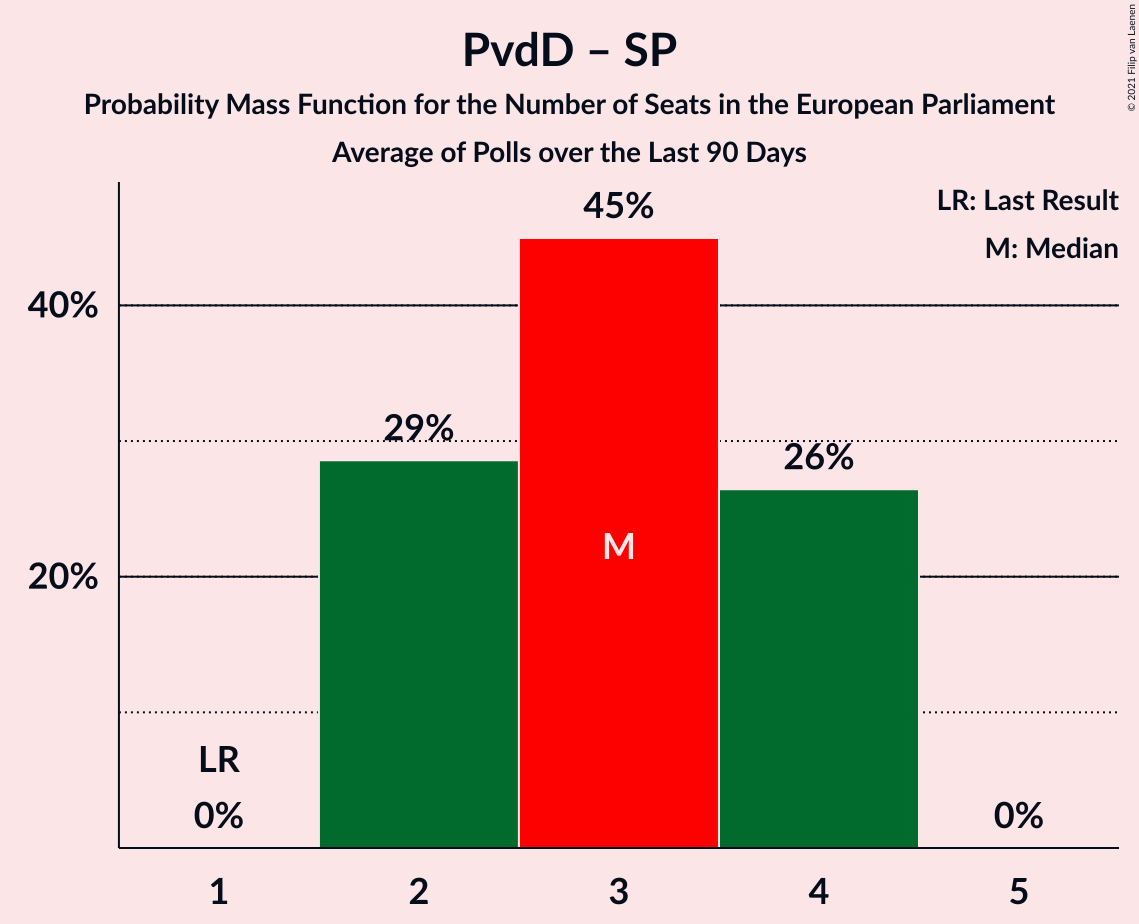 PvdD – SP
Probability Mass Function for the Number of Seats in the European Parliament
Average of Polls over the Last 90 Days
© 2021 Filip van Laenen
LR: Last Result
M: Median
45%
40%
29%
26%
M
20%
LR
0%
0%
1 2 3 4 5